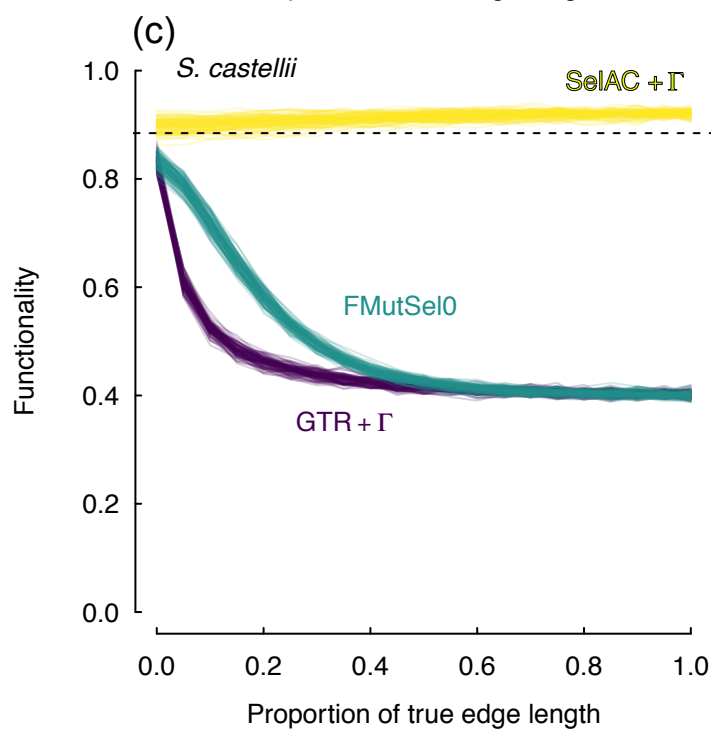 (c)
S. castellii
SelAC + Γ
FMutSel0
GTR + Γ
Functionality
1.0
0.8
0.6
0.4
0.2
0.0
0.0 0.2 0.4 0.6 0.8 1.0
Proportion of true edge length